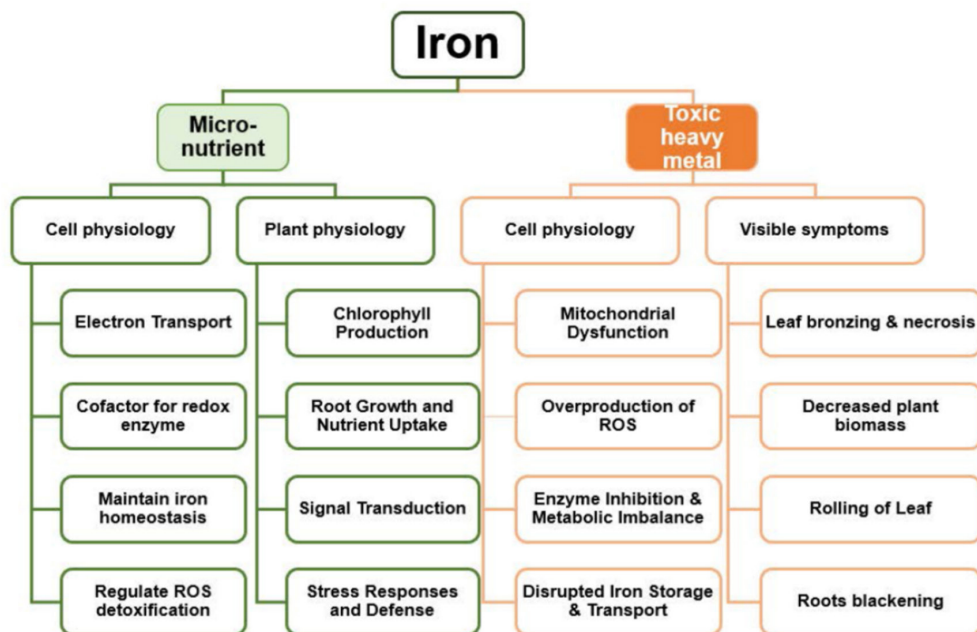 Iron
Micro-
nutrient
Toxic
heavy
metal
Cell physiology
Plant physiology
Cell physiology
Visible symptoms
Electron Transport
Cofactor for redox
enzyme
Maintain iron
homeostasis
Regulate ROS
detoxification
Chlorophyll
Production
Root Growth and
Nutrient Uptake
Signal Transduction
Stress Responses
and Defense
Mitochondrial
Dysfunction
Overproduction of
ROS
Enzyme Inhibition &
Metabolic Imbalance
Disrupted Iron Storage
& Transport
Leaf bronzing & necrosis
Decreased plant
biomass
Rolling of Leaf
Roots blackening